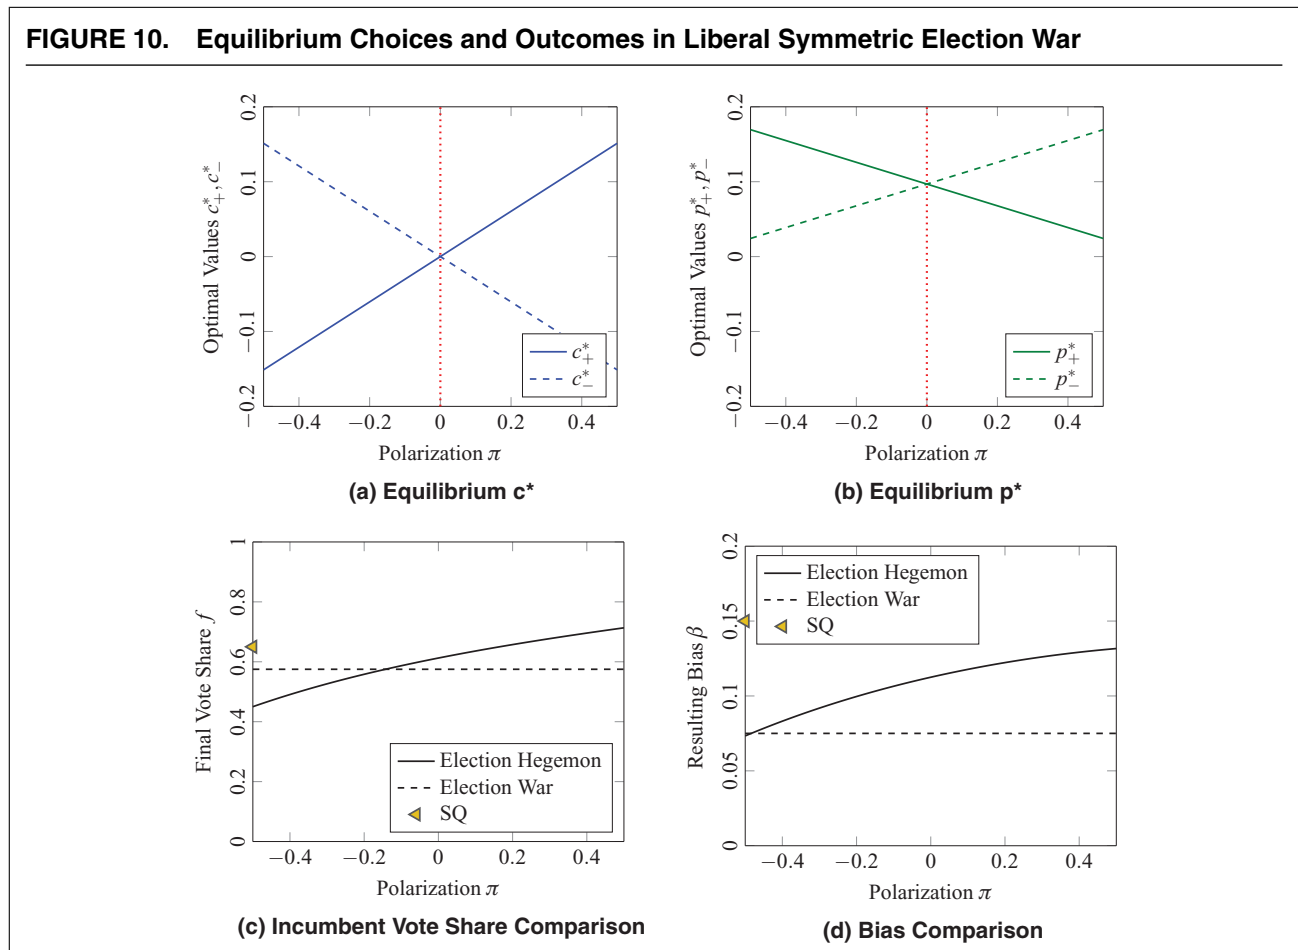 FIGURE 10. Equilibrium Choices and Outcomes in Liberal Symmetric Election War
Optimal Values c*+, c*−
0.2
0.1
0
−0.1
−0.2
c*+
c*−
−0.4 −0.2 0 0.2 0.4
Polarization π
(a) Equilibrium c*
Optimal Values p*+, p*−
0.2
0.1
0
−0.1
−0.2
p*+
p*−
−0.4 −0.2 0 0.2 0.4
Polarization π
(b) Equilibrium p*
Final Vote Share f
1
0.8
0.6
0.4
0.2
0
Election Hegemon
Election War
SQ
−0.4 −0.2 0 0.2 0.4
Polarization π
(c) Incumbent Vote Share Comparison
Resulting Bias β
0.2
0.15
0.1
0.05
0
Election Hegemon
Election War
SQ
−0.4 −0.2 0 0.2 0.4
Polarization π
(d) Bias Comparison